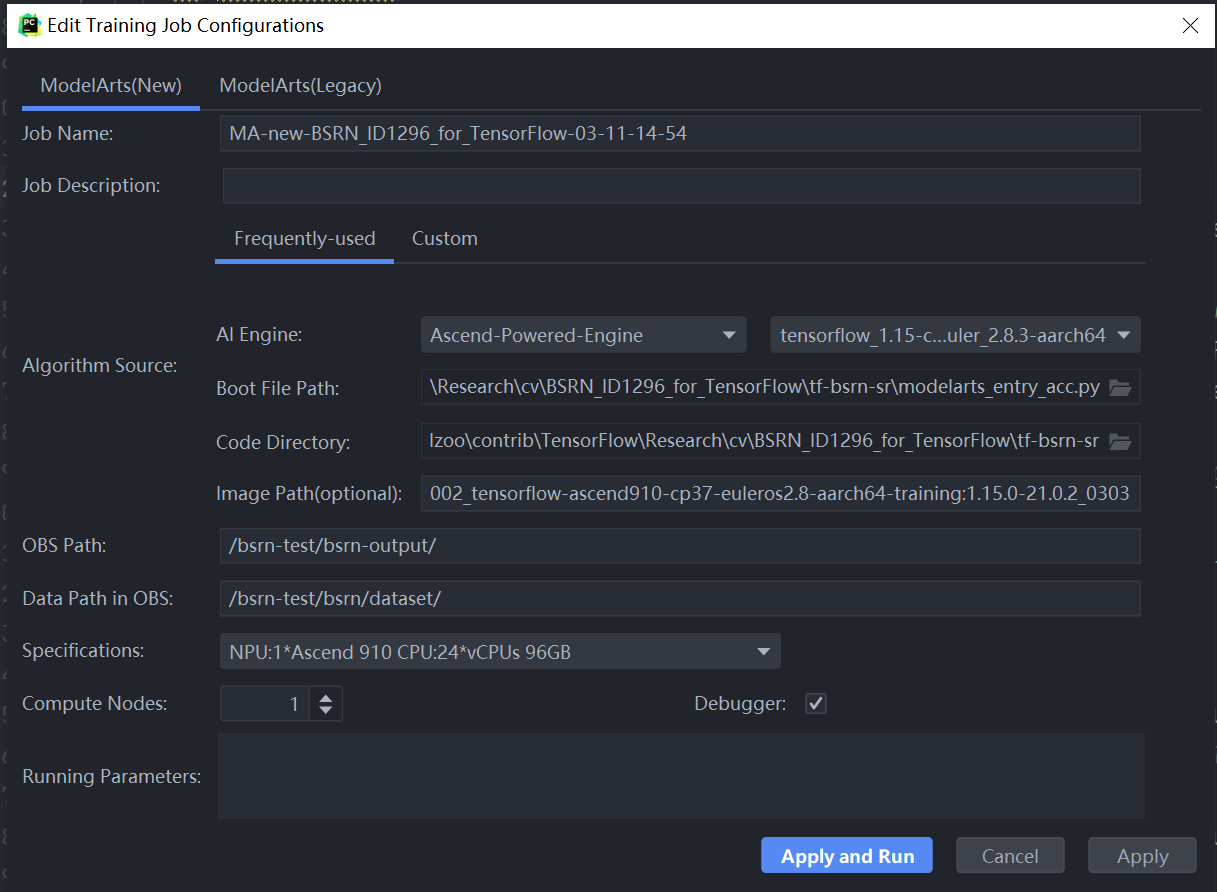 PC
Edit Training Job Configurations
ModelArts(New) ModelArts(Legacy)
Job Name: MA-new-BSRN_ID1296_for_TensorFlow-03-11-14-54
Job Description:
Frequently-used Custom
Algorithm Source:
AI Engine: Ascend-Powered-Engine tensorflow_1.15-c...uler_2.8.3-aarch64
Boot File Path: \Research\cv\BSRN_ID1296_for_TensorFlow\tf-bsrn-sr\modelarts_entry_acc.py
Code Directory: lzoo\contrib\TensorFlow\Research\cv\BSRN_ID1296_for_TensorFlow\tf-bsrn-sr
Image Path(optional): 002_tensorflow-ascend910-cp37-euleros2.8-aarch64-training:1.15.0-21.0.2_0303
OBS Path: /bsrn-test/bsrn-output/
Data Path in OBS: /bsrn-test/bsrn/dataset/
Specifications: NPU:1*Ascend 910 CPU:24*vCPUs 96GB
Compute Nodes: 1 Debugger:
Running Parameters:
Apply and Run Cancel Apply